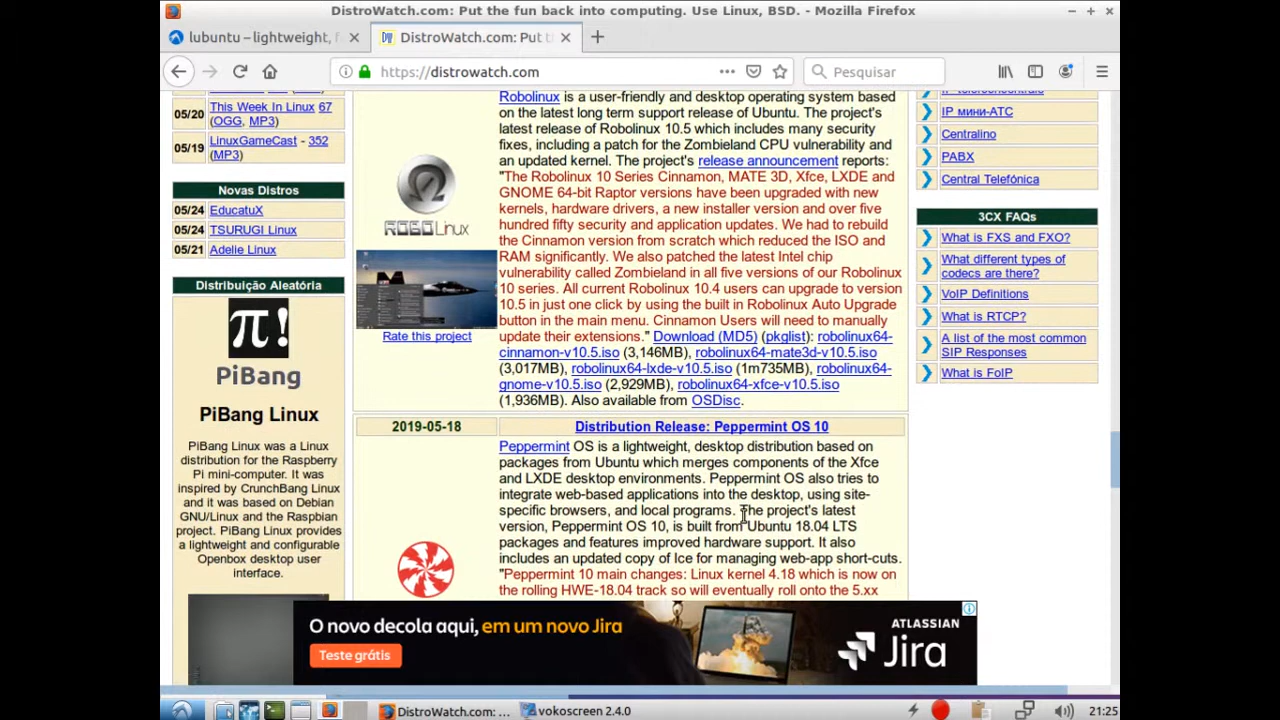 DistroWatch.com: Put the fun back into computing. Use Linux, BSD. - Mozilla Firefox
lubuntu – lightweight, f
DistroWatch.com: Put th
https://distrowatch.com
Pesquisar
05/20
This Week In Linux 67
(OGG, MP3)
05/19
LinuxGameCast - 352
(MP3)
Novas Distros
05/24 EducatuX
05/24 TSURUGI Linux
05/21 Adelie Linux
Distribuição Aleatória
π!
PiBang
PiBang Linux
PiBang Linux was a Linux
distribution for the Raspberry
Pi mini-computer. It was
inspired by CrunchBang Linux
and it was based on Debian
GNU/Linux and the Raspbian
project. PiBang Linux provides
a lightweight and configurable
Openbox desktop user
interface.
ROBOLinux
Rate this project
Robolinux is a user-friendly and desktop operating system based
on the latest long term support release of Ubuntu. The project's
latest release of Robolinux 10.5 which includes many security
fixes, including a patch for the Zombieland CPU vulnerability and
an updated kernel. The project's release announcement reports:
"The Robolinux 10 Series Cinnamon, MATE 3D, Xfce, LXDE and
GNOME 64-bit Raptor versions have been upgraded with new
kernels, hardware drivers, a new installer version and over five
hundred fifty security and application updates. We had to rebuild
the Cinnamon version from scratch which reduced the ISO and
RAM significantly. We also patched the latest Intel chip
vulnerability called Zombieland in all five versions of our Robolinux
10 series. All current Robolinux 10.4 users can upgrade to version
10.5 in just one click by using the built in Robolinux Auto Upgrade
button in the main menu. Cinnamon Users will need to manually
update their extensions." Download (MD5) (pkglist): robolinux64-
cinnamon-v10.5.iso (3,146MB), robolinux64-mate3d-v10.5.iso
(3,017MB), robolinux64-lxde-v10.5.iso (1m735MB), robolinux64-
gnome-v10.5.iso (2,929MB), robolinux64-xfce-v10.5.iso
(1,936MB). Also available from OSDisc.
2019-05-18
Distribution Release: Peppermint OS 10
Peppermint OS is a lightweight, desktop distribution based on
packages from Ubuntu which merges components of the Xfce
and LXDE desktop environments. Peppermint OS also tries to
integrate web-based applications into the desktop, using site-
specific browsers, and local programs. The project's latest
version, Peppermint OS 10, is built from Ubuntu 18.04 LTS
packages and features improved hardware support. It also
includes an updated copy of Ice for managing web-app short-cuts.
"Peppermint 10 main changes: Linux kernel 4.18 which is now on
the rolling HWE-18.04 track so will eventually roll onto the 5.xx
IP мини-АТС
Centralino
PABX
Central Telefónica
3CX FAQs
What is FXS and FXO?
What different types of
codecs are there?
VoIP Definitions
What is RTCP?
A list of the most common
SIP Responses
What is FoIP
O novo decola aqui, em um novo Jira
Teste grátis
ATLASSIAN
Jira
DistroWatch.com: ...
vokoscreen 2.4.0
21:25